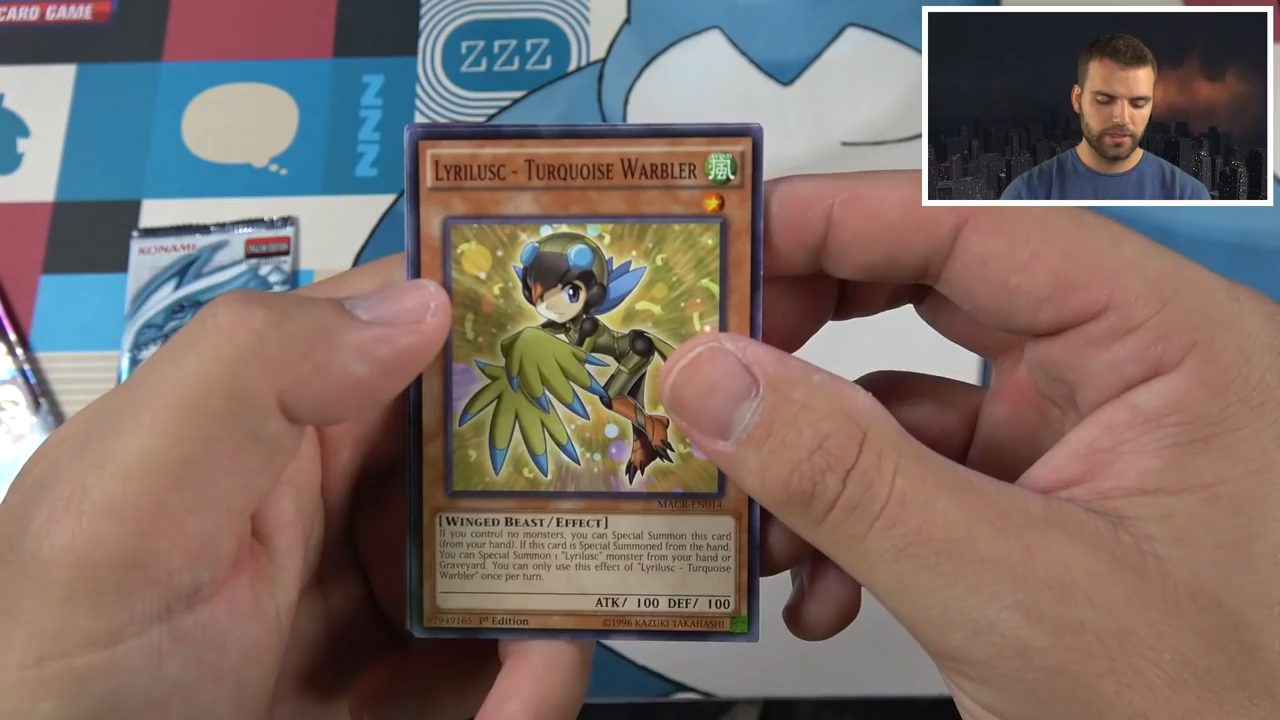 CARD GAME
ZZZ
ZZZ
KONAMI
LYRILUSC - TURQUOISE WARBLER
WIND
風
MACR-EN014
[WINGED BEAST/EFFECT]
If you control no monsters, you can Special Summon this card
(from your hand). If this card is Special Summoned from the hand:
You can Special Summon 1 "Lyrilusc" monster from your hand or
Graveyard. You can only use this effect of "Lyrilusc - Turquoise
Warbler" once per turn.
ATK/ 100 DEF/ 100
87949165 1st Edition
©1996 KAZUKI TAKAHASHI